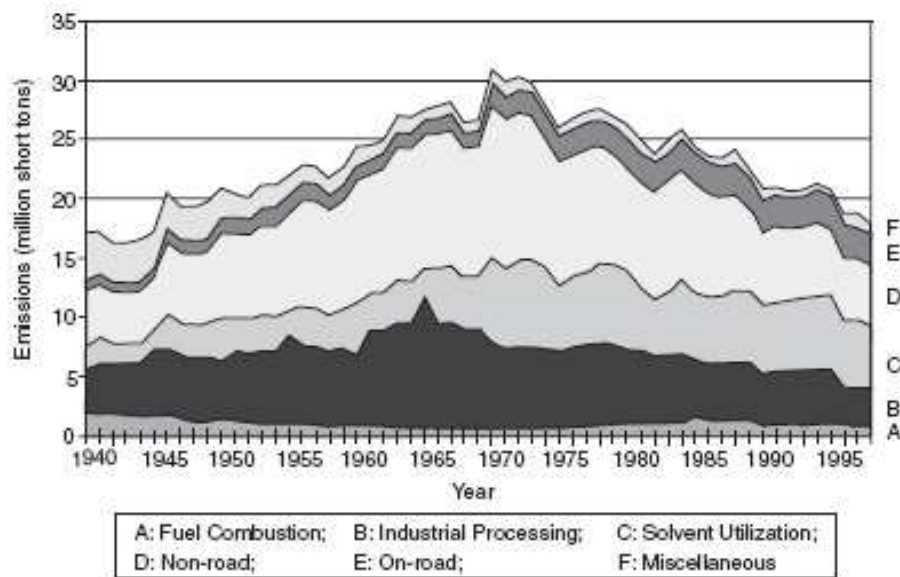 35
30
25
20
15
10
5
0
Emissions (million short tons)
F
E
D
C
B
A
1940 1945 1950 1955 1960 1965 1970 1975 1980 1985 1990 1995
Year
A: Fuel Combustion; B: Industrial Processing; C: Solvent Utilization;
D: Non-road; E: On-road; F: Miscellaneous